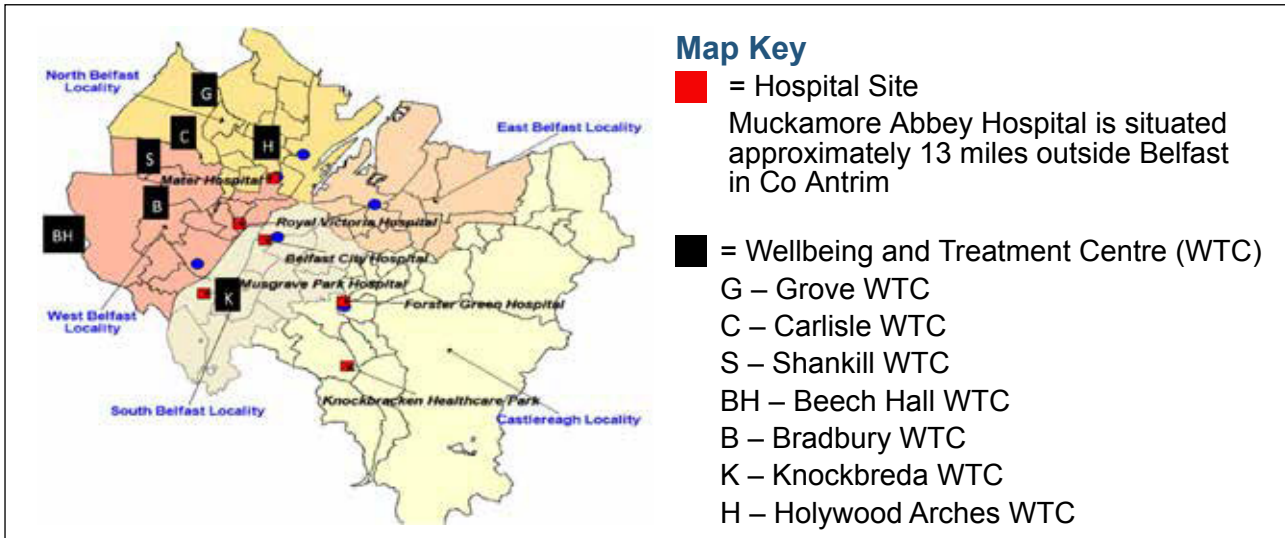 North Belfast
Locality
G
C
H
S
East Belfast Locality
Mater Hospital
B
BH
Royal Victoria Hospital
Belfast City Hospital
Musgrave Park Hospital
K
Forster Green Hospital
West Belfast
Locality
Knockbracken Healthcare Park
South Belfast Locality
Castlereagh Locality
Map Key
= Hospital Site
Muckamore Abbey Hospital is situated
approximately 13 miles outside Belfast
in Co Antrim
= Wellbeing and Treatment Centre (WTC)
G – Grove WTC
C – Carlisle WTC
S – Shankill WTC
BH – Beech Hall WTC
B – Bradbury WTC
K – Knockbreda WTC
H – Holywood Arches WTC